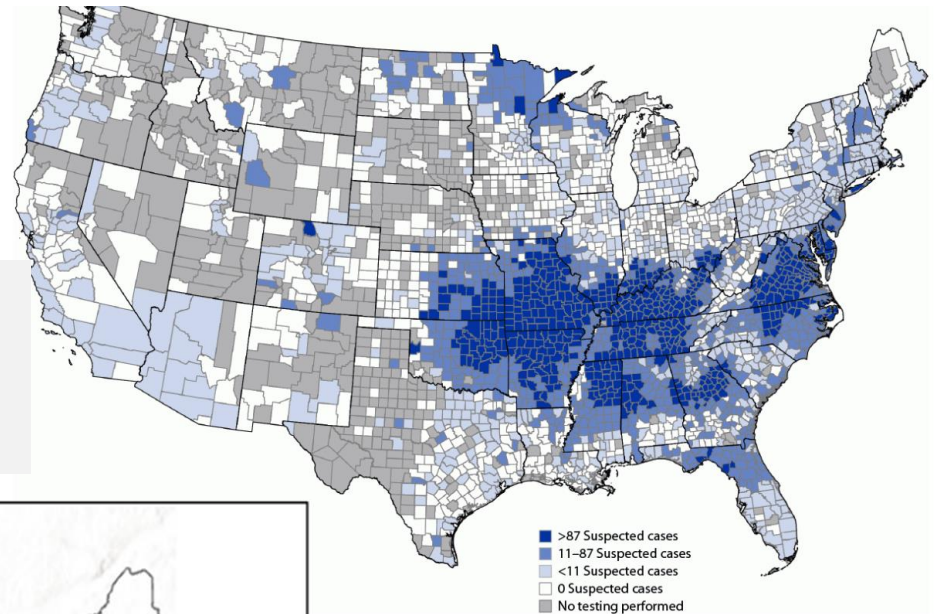 >87 Suspected cases
11–87 Suspected cases
<11 Suspected cases
0 Suspected cases
No testing performed